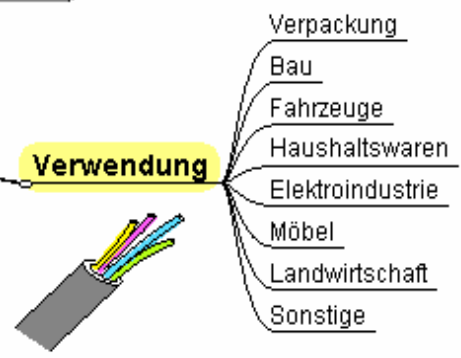 Verwendung
Verpackung
Bau
Fahrzeuge
Haushaltswaren
Elektroindustrie
Möbel
Landwirtschaft
Sonstige